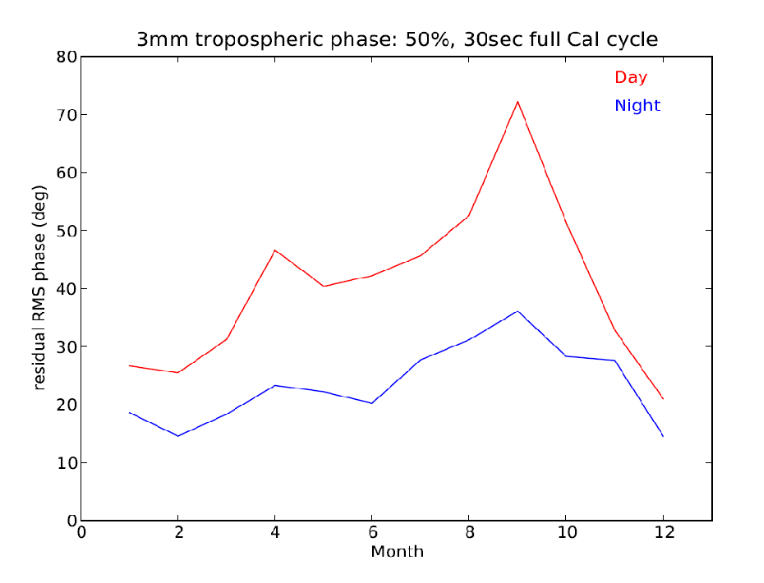 3mm tropospheric phase: 50%, 30sec full Cal cycle
80
Day
Night
70
60
50
40
30
20
10
0
residual RMS phase (deg)
0 2 4 6 8 10 12
Month